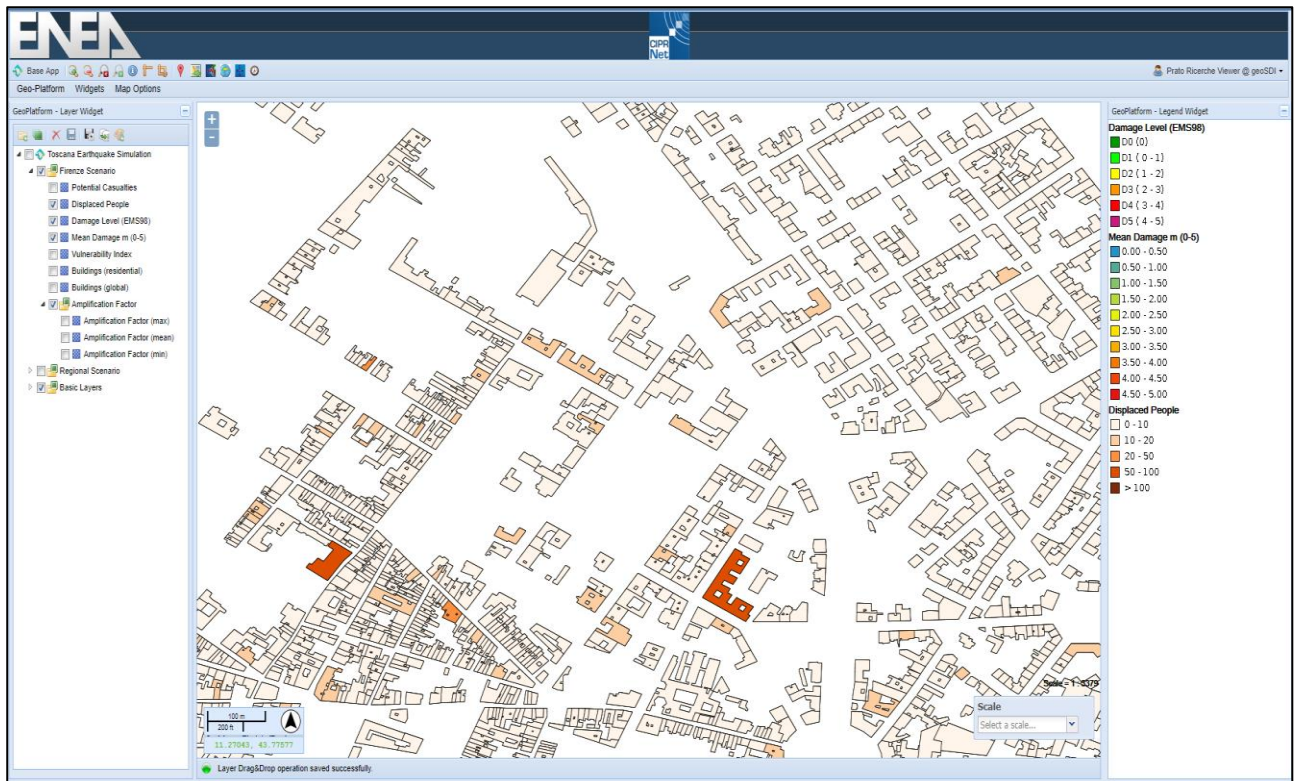 ENEA
CIPR
Net
Base App
Prato Ricerche Viewer @ geoSDI
Geo-Platform Widgets Map Options
GeoPlatform - Layer Widget
Toscana Earthquake Simulation
Firenze Scenario
Potential Casualties
Displaced People
Damage Level (EMS98)
Mean Damage m (0-5)
Vulnerability Index
Buildings (residential)
Buildings (global)
Amplification Factor
Amplification Factor (max)
Amplification Factor (mean)
Amplification Factor (min)
Regional Scenario
Basic Layers
+
-
100 m
200 ft
11.27043, 43.77577
Scale = 1 : 3379
Scale
Select a scale...
Layer Drag&Drop operation saved successfully.
GeoPlatform - Legend Widget
Damage Level (EMS98)
D0 (0)
D1 ( 0 - 1)
D2 ( 1 - 2)
D3 ( 2 - 3)
D4 ( 3 - 4)
D5 ( 4 - 5)
Mean Damage m (0-5)
0.00 - 0.50
0.50 - 1.00
1.00 - 1.50
1.50 - 2.00
2.00 - 2.50
2.50 - 3.00
3.00 - 3.50
3.50 - 4.00
4.00 - 4.50
4.50 - 5.00
Displaced People
0 - 10
10 - 20
20 - 50
50 - 100
> 100